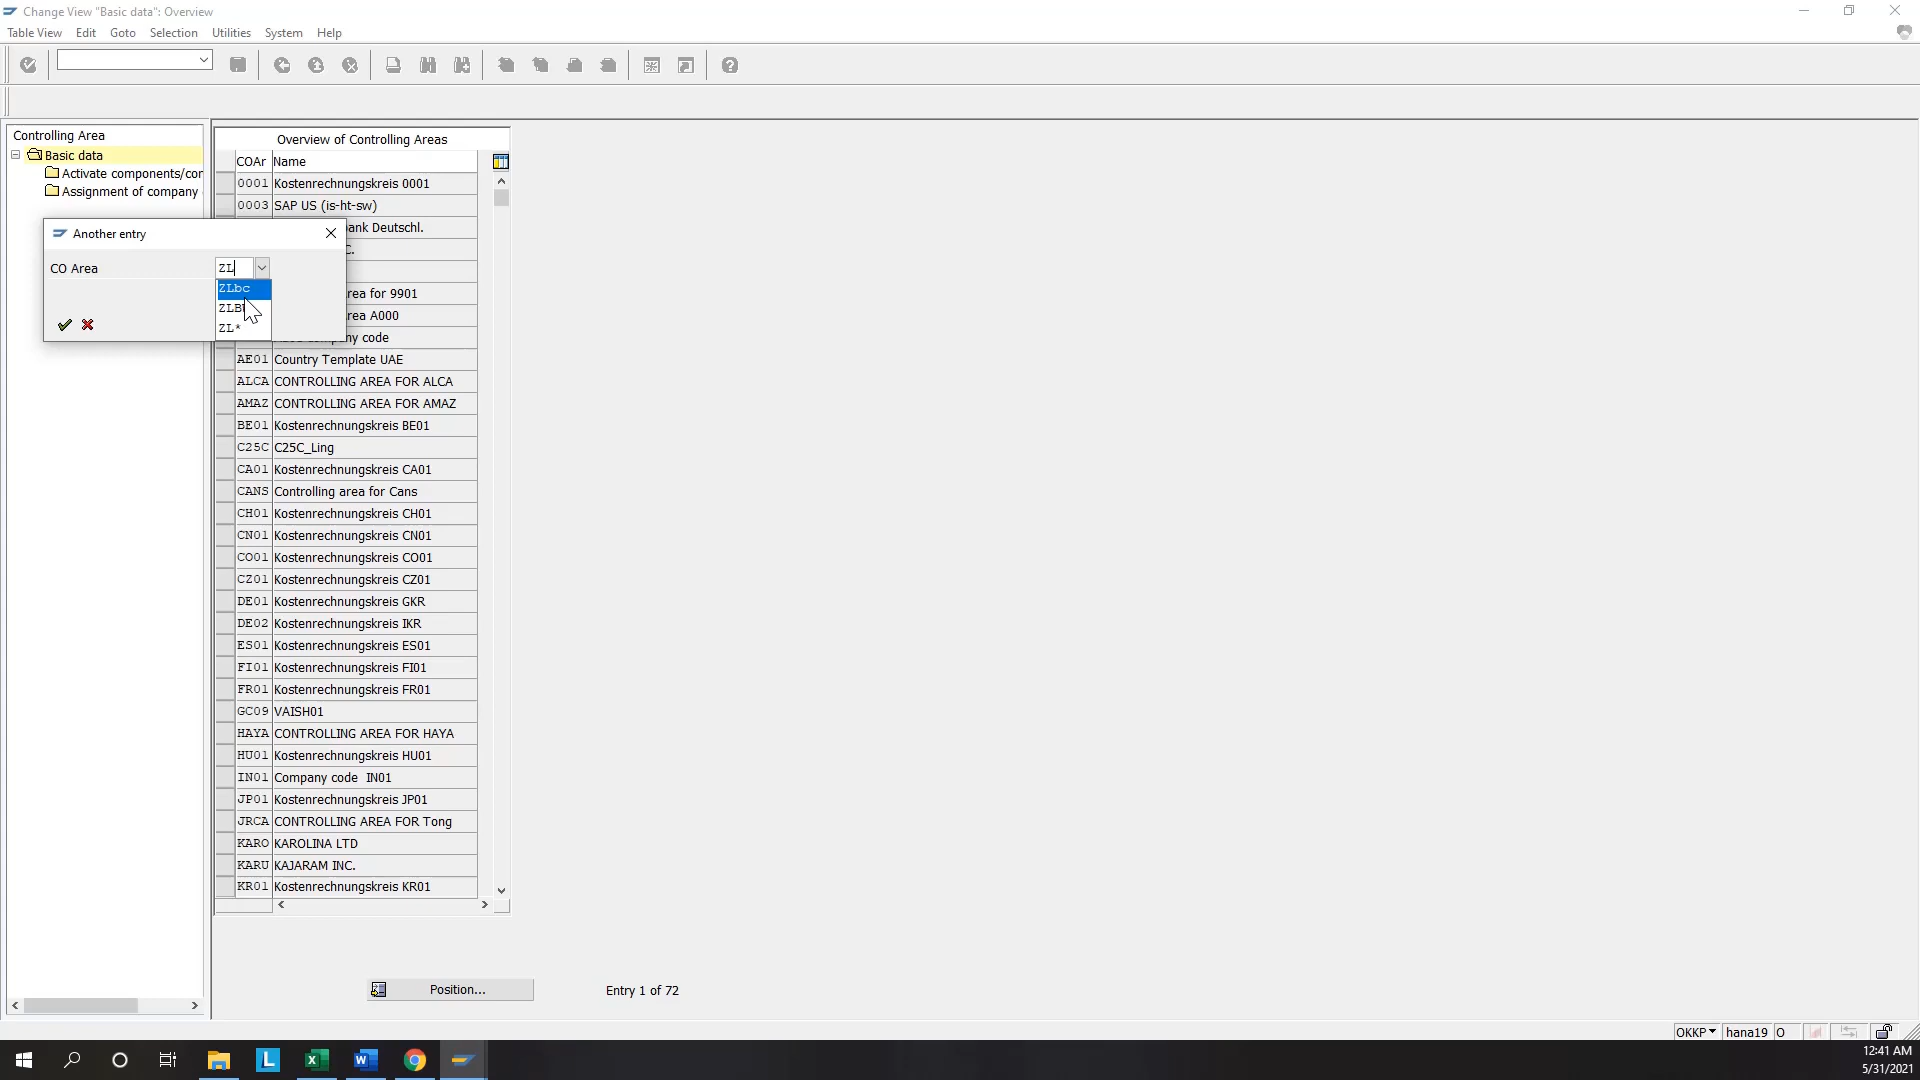 Change View "Basic data": Overview
Table View Edit Goto Selection Utilities System Help
Controlling Area
Basic data
Activate components/cor
Assignment of company
Another entry
CO Area ZL
ZLbc
ZL*
Overview of Controlling Areas
COAr Name
0001 Kostenrechnungskreis 0001
0003 SAP US (is-ht-sw)
ank Deutschl.
C.
rea for 9901
rea A000
company code
AE01 Country Template UAE
ALCA CONTROLLING AREA FOR ALCA
AMAZ CONTROLLING AREA FOR AMAZ
BE01 Kostenrechnungskreis BE01
C25C C25C_Ling
CA01 Kostenrechnungskreis CA01
CANS Controlling area for Cans
CH01 Kostenrechnungskreis CH01
CN01 Kostenrechnungskreis CN01
CO01 Kostenrechnungskreis CO01
CZ01 Kostenrechnungskreis CZ01
DE01 Kostenrechnungskreis GKR
DE02 Kostenrechnungskreis IKR
ES01 Kostenrechnungskreis ES01
FI01 Kostenrechnungskreis FI01
FR01 Kostenrechnungskreis FR01
GC09 VAISH01
HAYA CONTROLLING AREA FOR HAYA
HU01 Kostenrechnungskreis HU01
IN01 Company code IN01
JP01 Kostenrechnungskreis JP01
JRCA CONTROLLING AREA FOR Tong
KARO KAROLINA LTD
KARU KAJARAM INC.
KR01 Kostenrechnungskreis KR01
Position... Entry 1 of 72
OKKP hana19 O
12:41 AM
5/31/2021